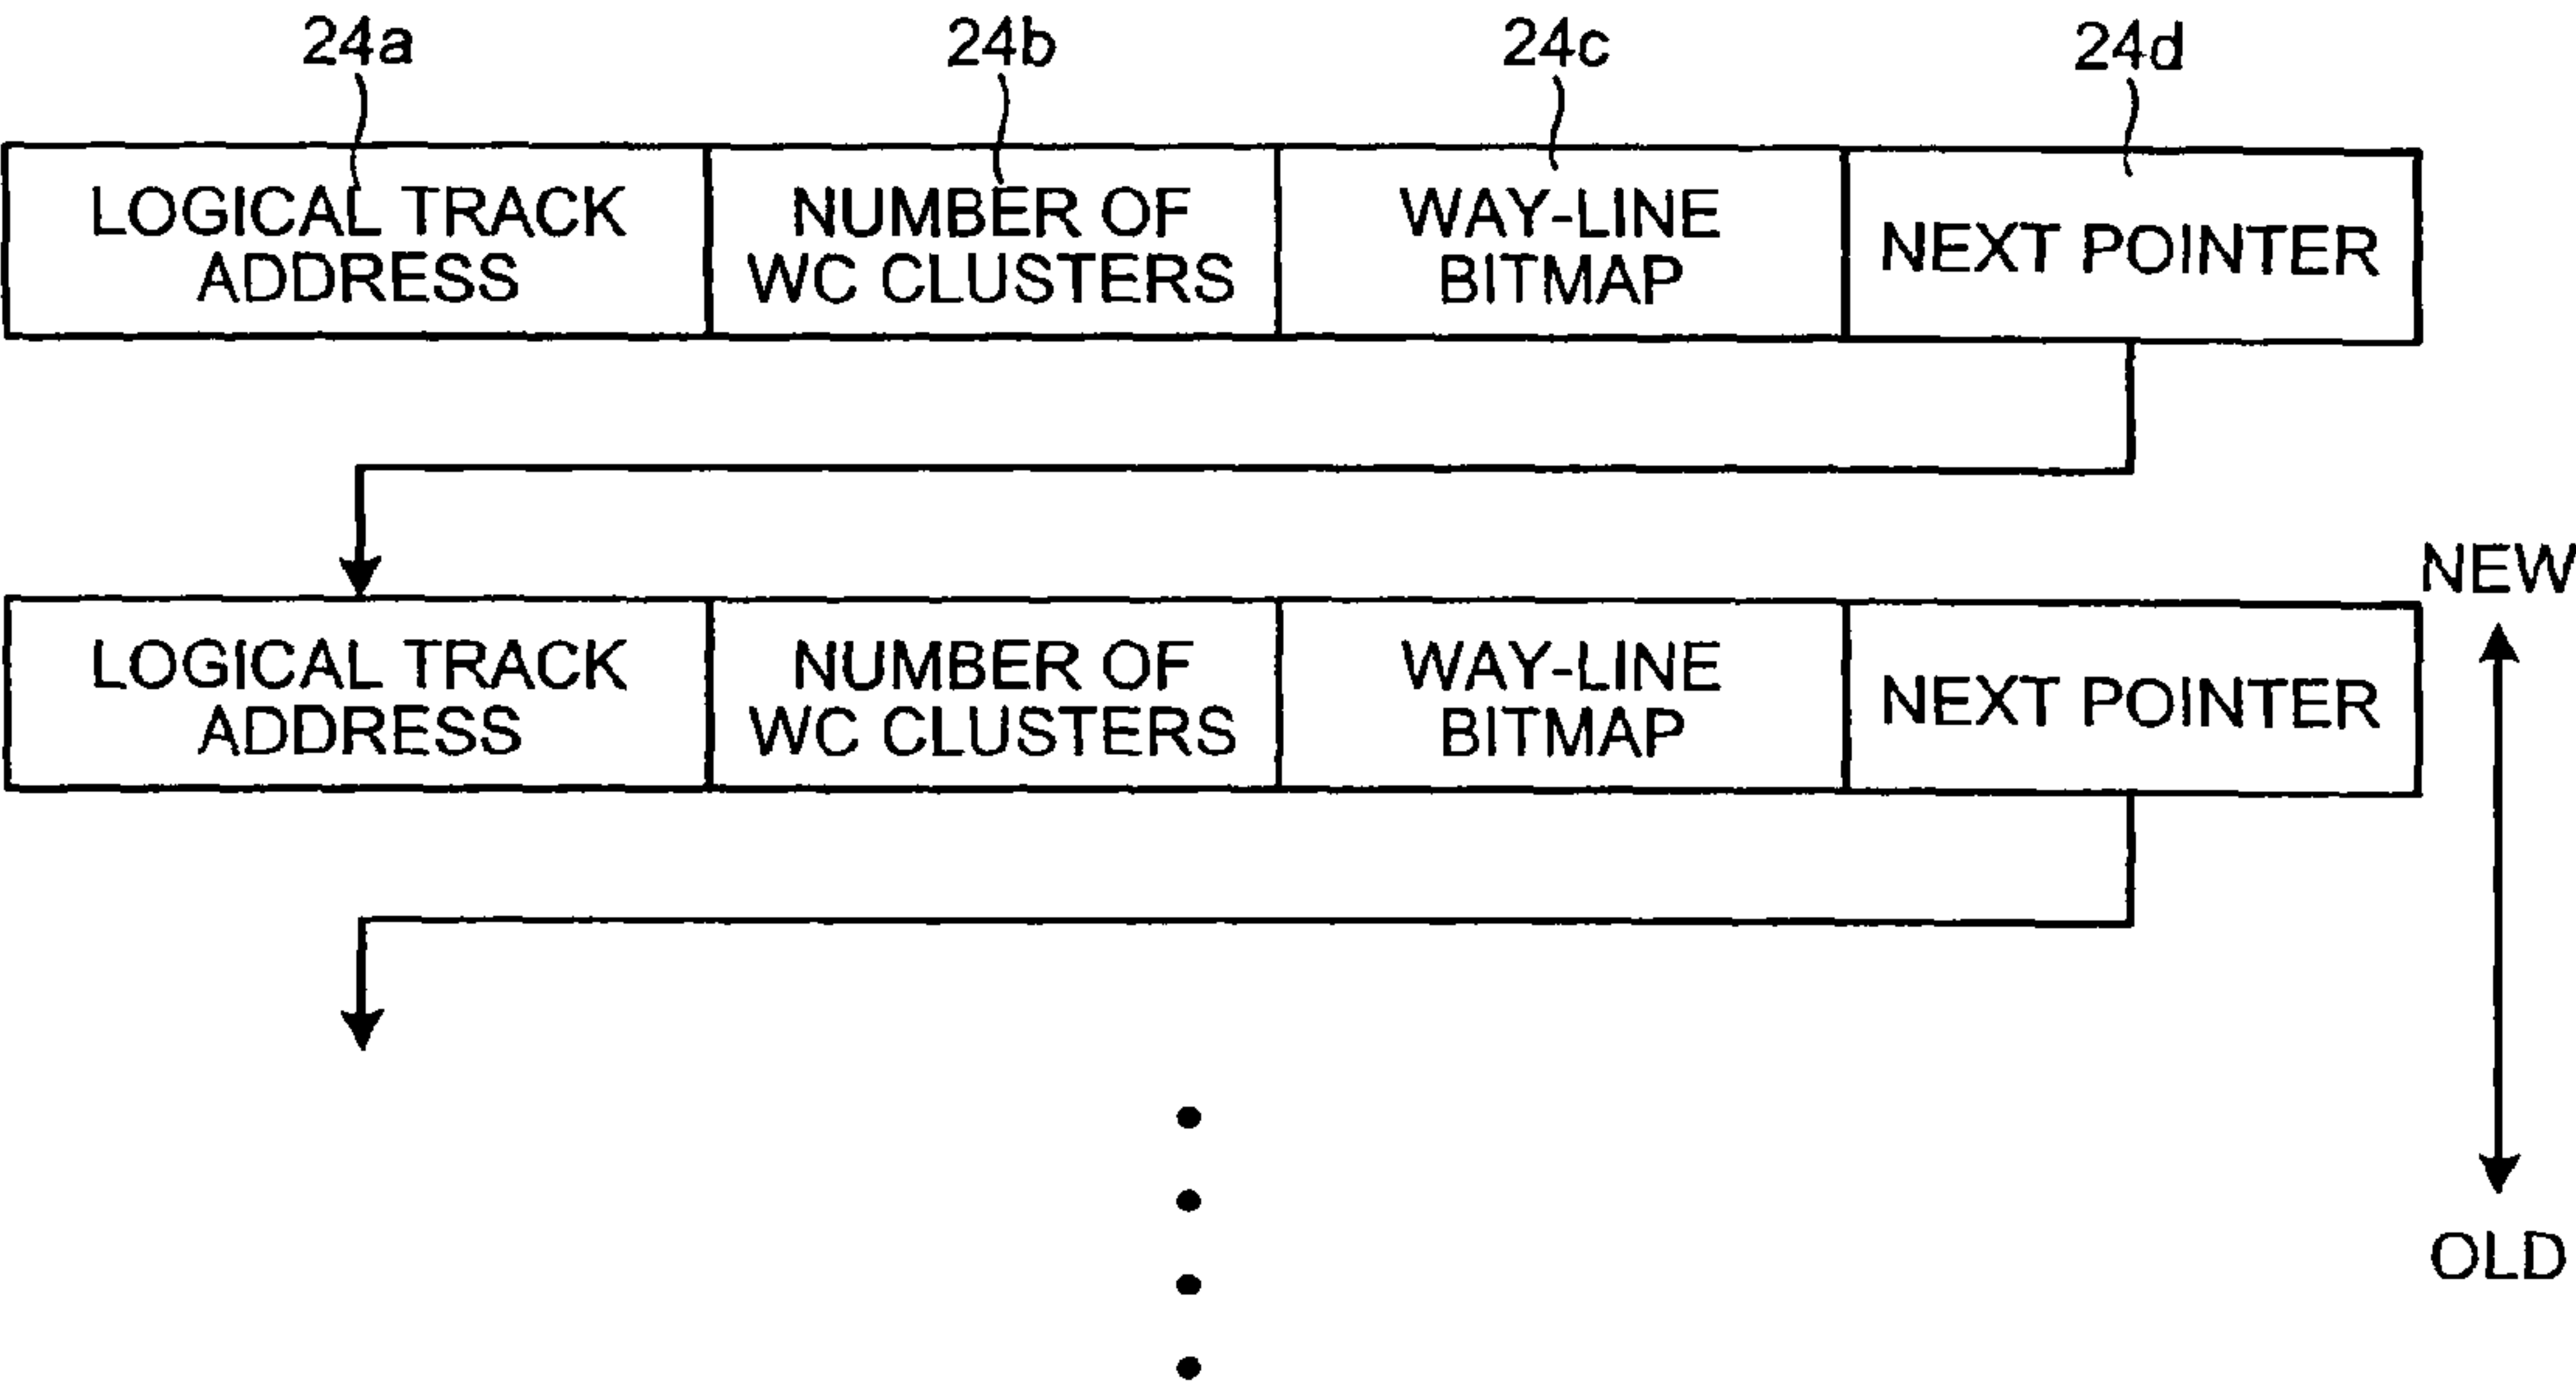 24a 24b 24c 24d
LOGICAL TRACK ADDRESS
NUMBER OF WC CLUSTERS
WAY-LINE BITMAP
NEXT POINTER
NEW
LOGICAL TRACK ADDRESS
NUMBER OF WC CLUSTERS
WAY-LINE BITMAP
NEXT POINTER
OLD